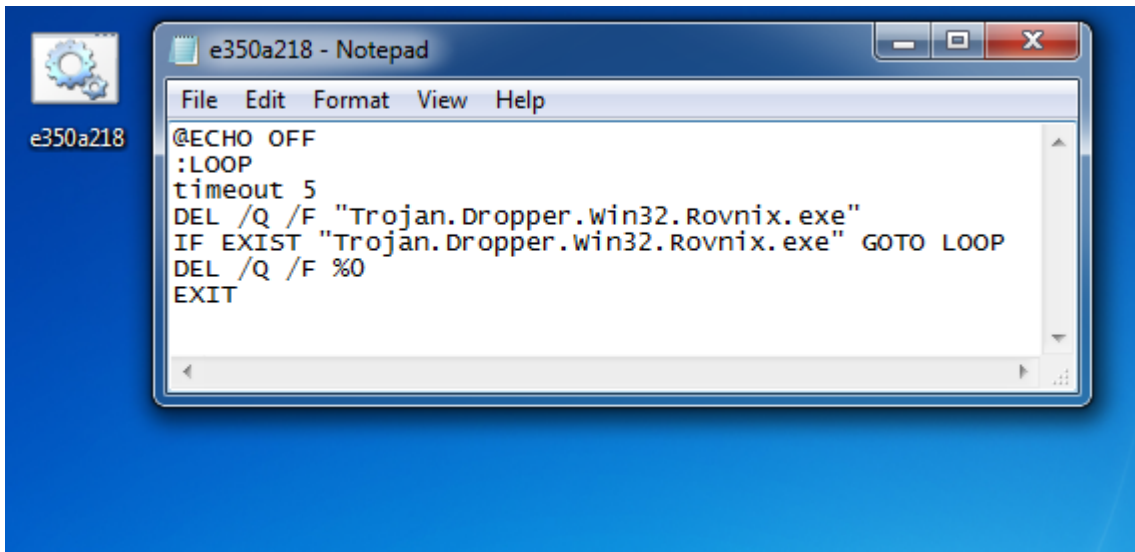 e350a218 - Notepad
File Edit Format View Help
e350a218
@ECHO OFF
:LOOP
timeout 5
DEL /Q /F "Trojan.Dropper.Win32.Rovnix.exe"
IF EXIST "Trojan.Dropper.Win32.Rovnix.exe" GOTO LOOP
DEL /Q /F %0
EXIT